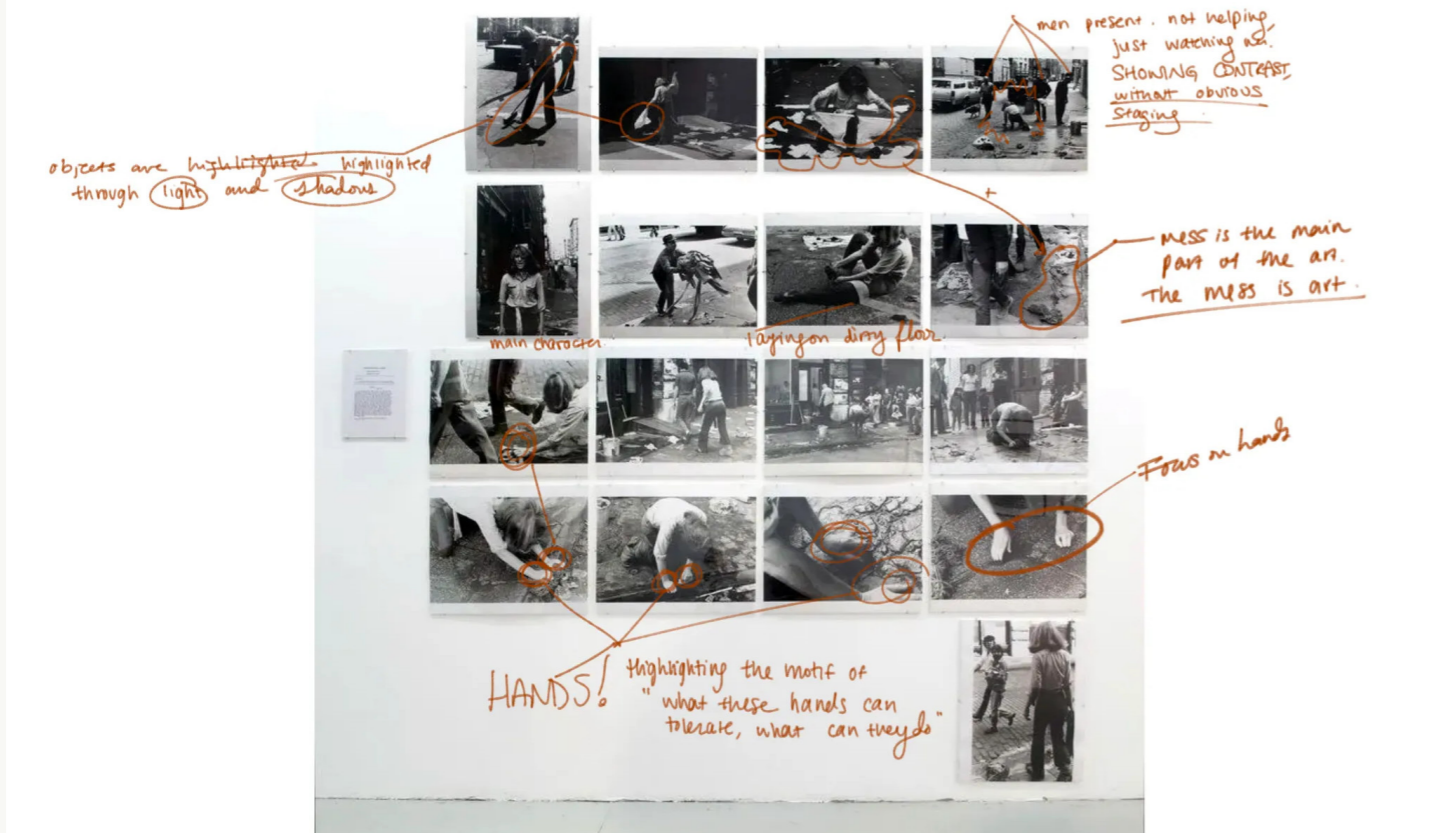 men present. not helping,
just watching on.
SHOWING CONTRAST,
without obvious
staging.
objects are highlighted highlighted
through light and shadows
+
mess is the main
part of the art.
The mess is art.
main character.
laying on dirty floor
Focus on hands
HANDS!
Highlighting the motif of
"what these hands can
tolerate, what can they do"